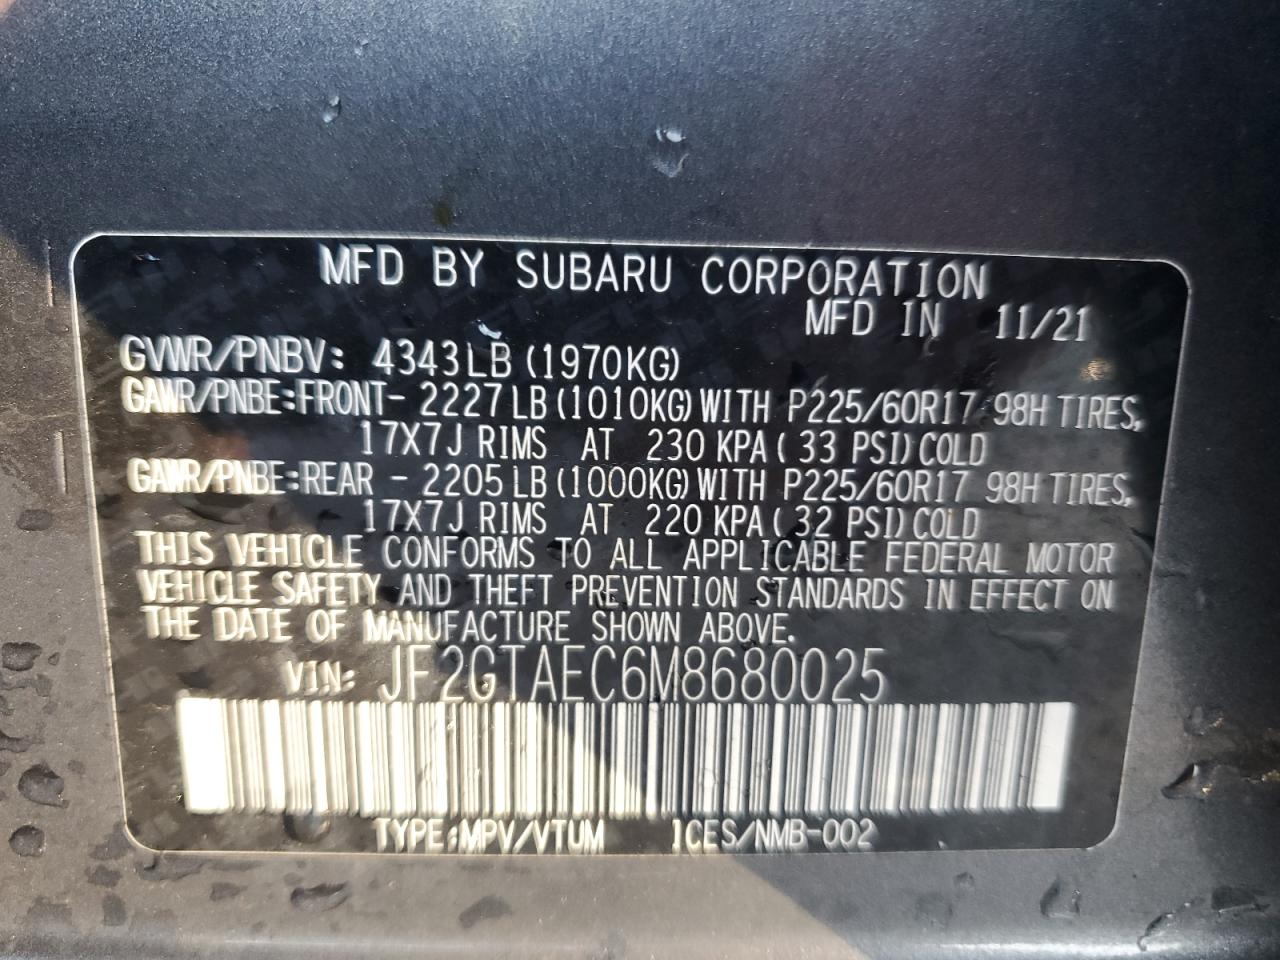 MFD BY SUBARU CORPORATION
MFD IN 11/21
GVWR/PNBV: 4343LB (1970KG)
GAWR/PNBE:FRONT- 2227 LB (1010KG) WITH P225/60R17 98H TIRES,
17X7J RIMS AT 230 KPA ( 33 PSI) COLD
GAWR/PNBE:REAR - 2205 LB (1000KG) WITH P225/60R17 98H TIRES,
17X7J RIMS AT 220 KPA ( 32 PSI) COLD
THIS VEHICLE CONFORMS TO ALL APPLICABLE FEDERAL MOTOR
VEHICLE SAFETY AND THEFT PREVENTION STANDARDS IN EFFECT ON
THE DATE OF MANUFACTURE SHOWN ABOVE.
VIN: JF2GTAEC6M8680025
TYPE:MPV/VTUM ICES/NMB-002